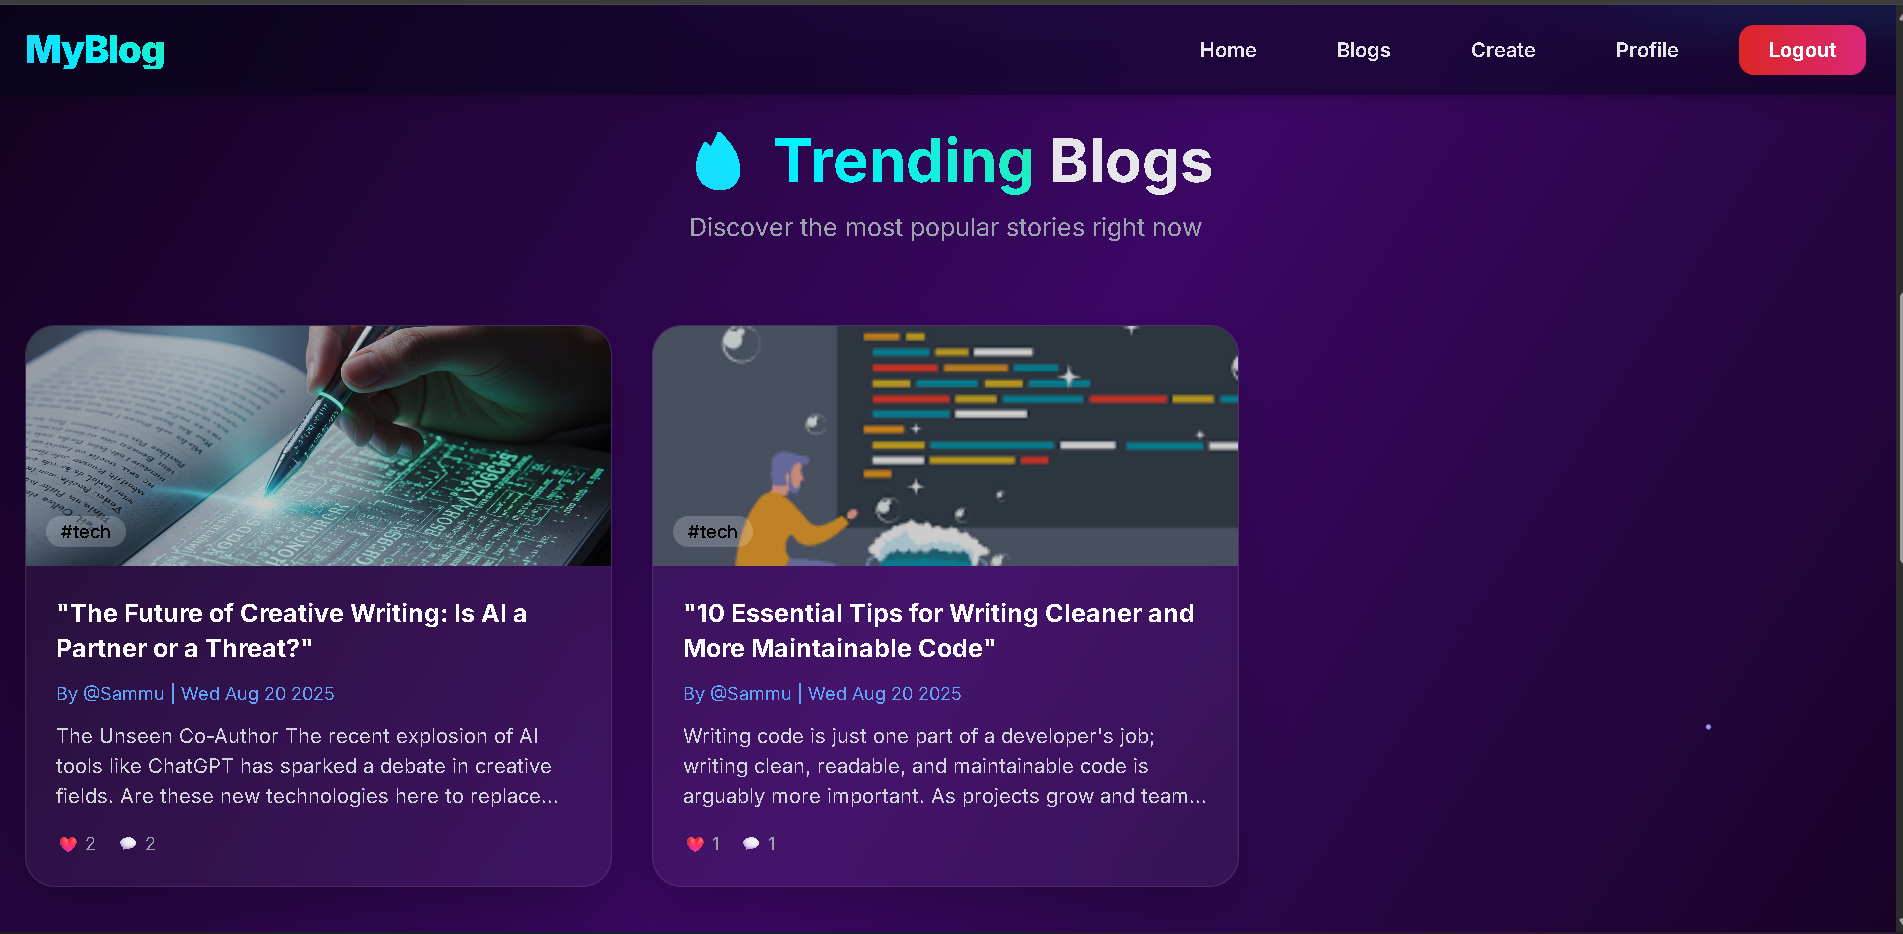 MyBlog
Home
Blogs
Create
Profile
Logout
Trending Blogs
Discover the most popular stories right now
#tech
"The Future of Creative Writing: Is AI a
Partner or a Threat?"
By @Sammu | Wed Aug 20 2025
The Unseen Co-Author The recent explosion of AI
tools like ChatGPT has sparked a debate in creative
fields. Are these new technologies here to replace...
2
2
#tech
"10 Essential Tips for Writing Cleaner and
More Maintainable Code"
By @Sammu | Wed Aug 20 2025
Writing code is just one part of a developer's job;
writing clean, readable, and maintainable code is
arguably more important. As projects grow and team...
1
1